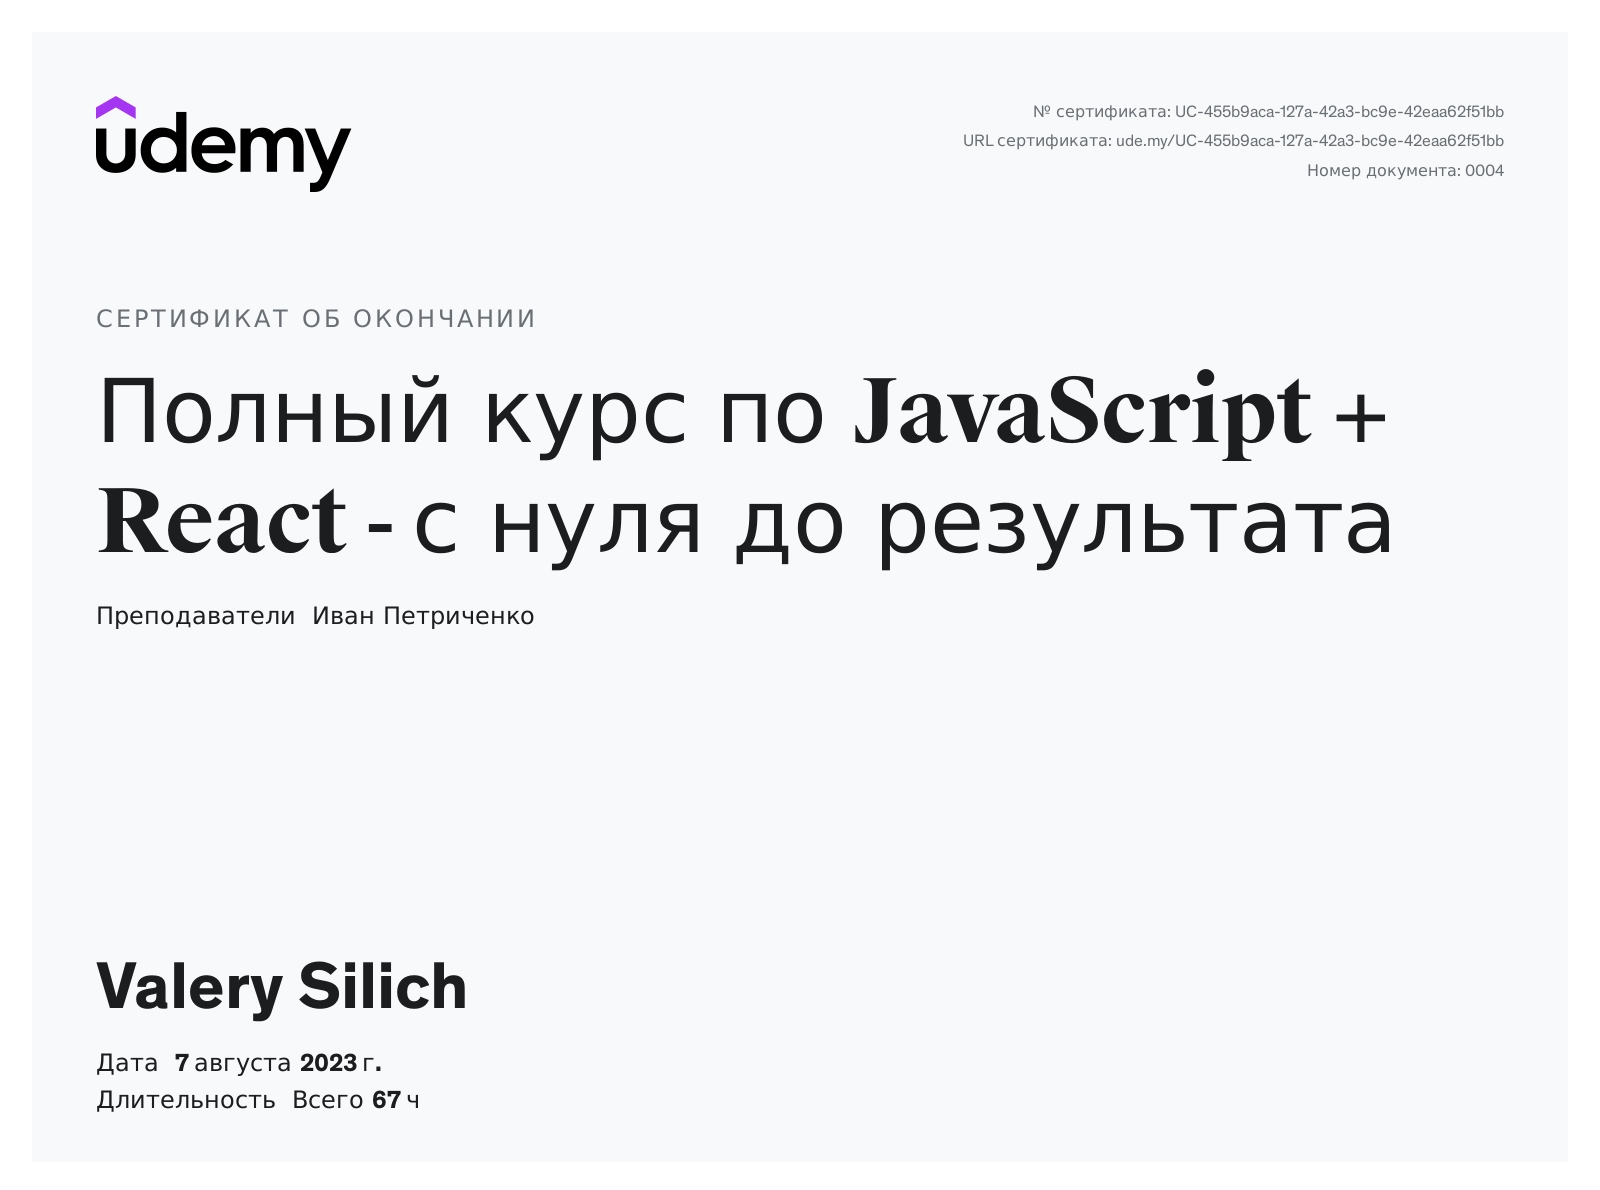 udemy
№ сертификата: UC-455b9aca-127a-42a3-bc9e-42eaa62f51bb
URL сертификата: ude.my/UC-455b9aca-127a-42a3-bc9e-42eaa62f51bb
Номер документа: 0004
СЕРТИФИКАТ ОБ ОКОНЧАНИИ
Полный курс по JavaScript +
React - с нуля до результата
Преподаватели Иван Петриченко
Valery Silich
Дата 7 августа 2023 г.
Длительность Всего 67 ч